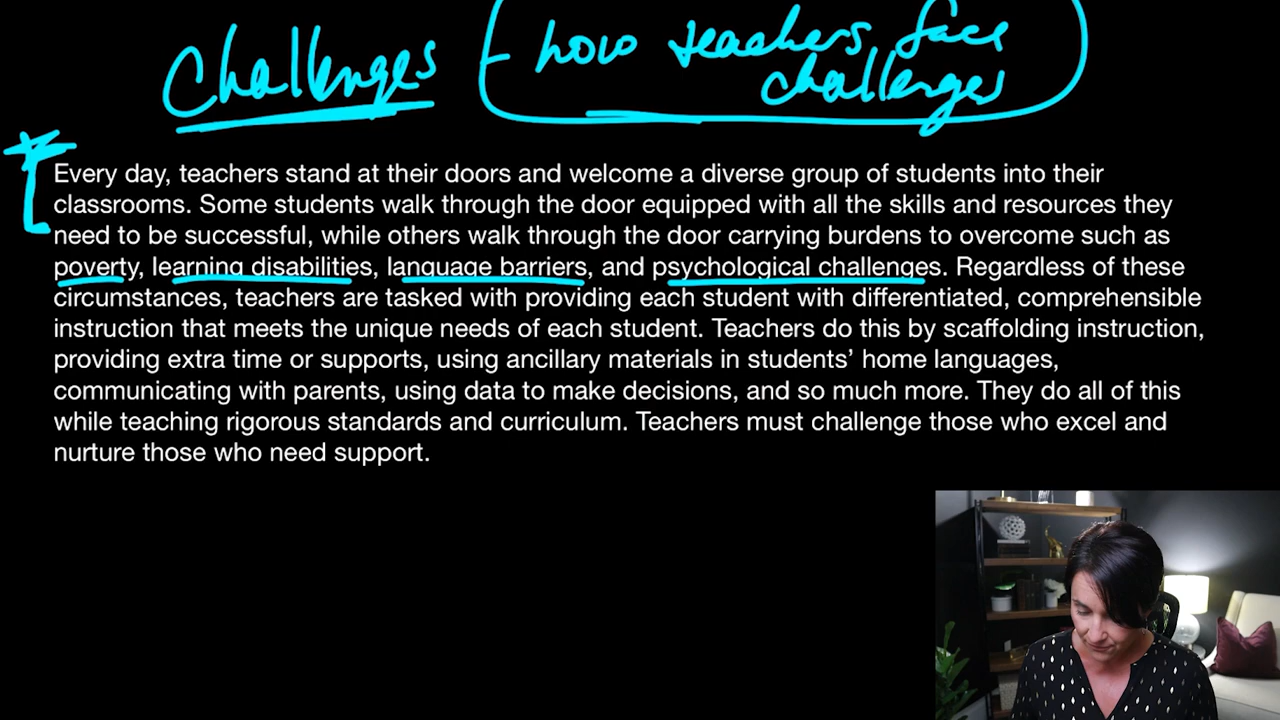 Challenges
how teachers face
challenges
Every day, teachers stand at their doors and welcome a diverse group of students into their
classrooms. Some students walk through the door equipped with all the skills and resources they
need to be successful, while others walk through the door carrying burdens to overcome such as
poverty, learning disabilities, language barriers, and psychological challenges. Regardless of these
circumstances, teachers are tasked with providing each student with differentiated, comprehensible
instruction that meets the unique needs of each student. Teachers do this by scaffolding instruction,
providing extra time or supports, using ancillary materials in students’ home languages,
communicating with parents, using data to make decisions, and so much more. They do all of this
while teaching rigorous standards and curriculum. Teachers must challenge those who excel and
nurture those who need support.